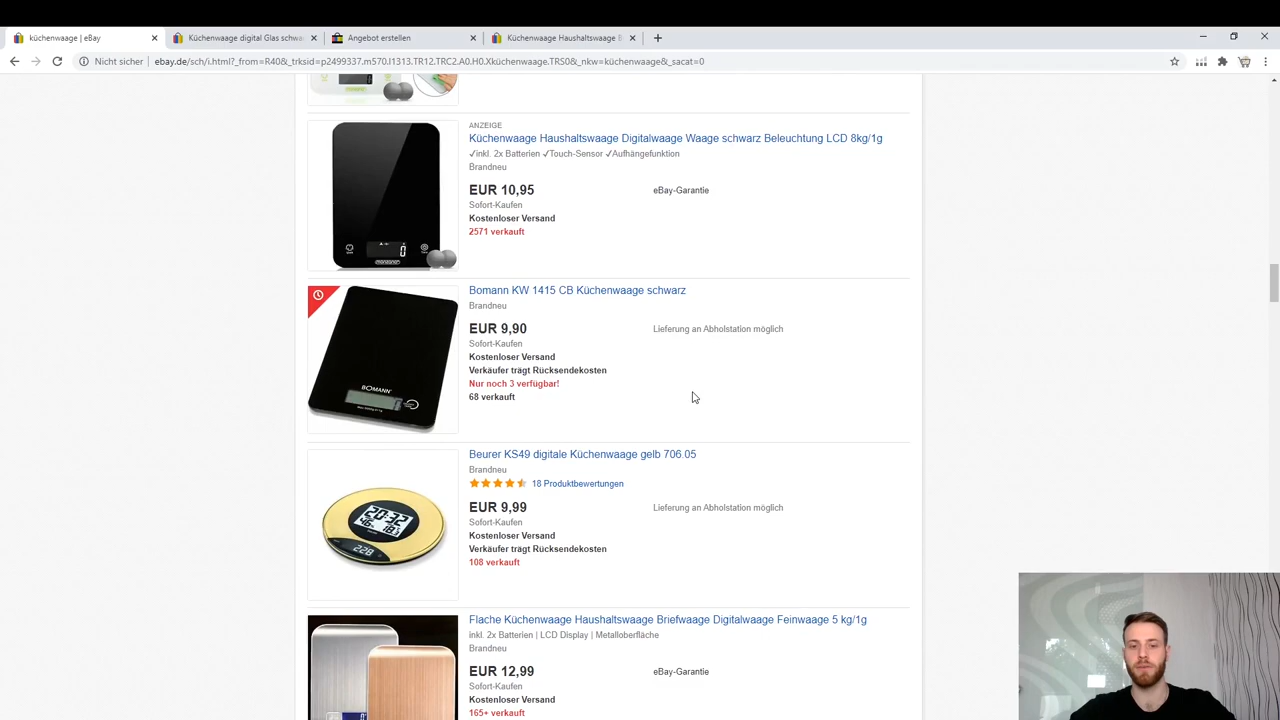 küchenwaage | eBay
Küchenwaage digital Glas schwa
Angebot erstellen
Küchenwaage Haushaltswaage B
Nicht sicher
ebay.de/sch/i.html?_from=R40&_trksid=p2499337.m570.l1313.TR12.TRC2.A0.H0.Xküchenwaage.TRS0&_nkw=küchenwaage&_sacat=0
ANZEIGE
Küchenwaage Haushaltswaage Digitalwaage Waage schwarz Beleuchtung LCD 8kg/1g
✓inkl. 2x Batterien ✓Touch-Sensor ✓Aufhängefunktion
Brandneu
EUR 10,95
eBay-Garantie
Sofort-Kaufen
Kostenloser Versand
2571 verkauft
Bomann KW 1415 CB Küchenwaage schwarz
Brandneu
EUR 9,90
Lieferung an Abholstation möglich
Sofort-Kaufen
Kostenloser Versand
Verkäufer trägt Rücksendekosten
Nur noch 3 verfügbar!
68 verkauft
BOMANN
Beurer KS49 digitale Küchenwaage gelb 706.05
Brandneu
18 Produktbewertungen
EUR 9,99
Lieferung an Abholstation möglich
Sofort-Kaufen
Kostenloser Versand
Verkäufer trägt Rücksendekosten
108 verkauft
20:32
228
Flache Küchenwaage Haushaltswaage Briefwaage Digitalwaage Feinwaage 5 kg/1g
inkl. 2x Batterien | LCD Display | Metalloberfläche
Brandneu
EUR 12,99
eBay-Garantie
Sofort-Kaufen
Kostenloser Versand
165+ verkauft